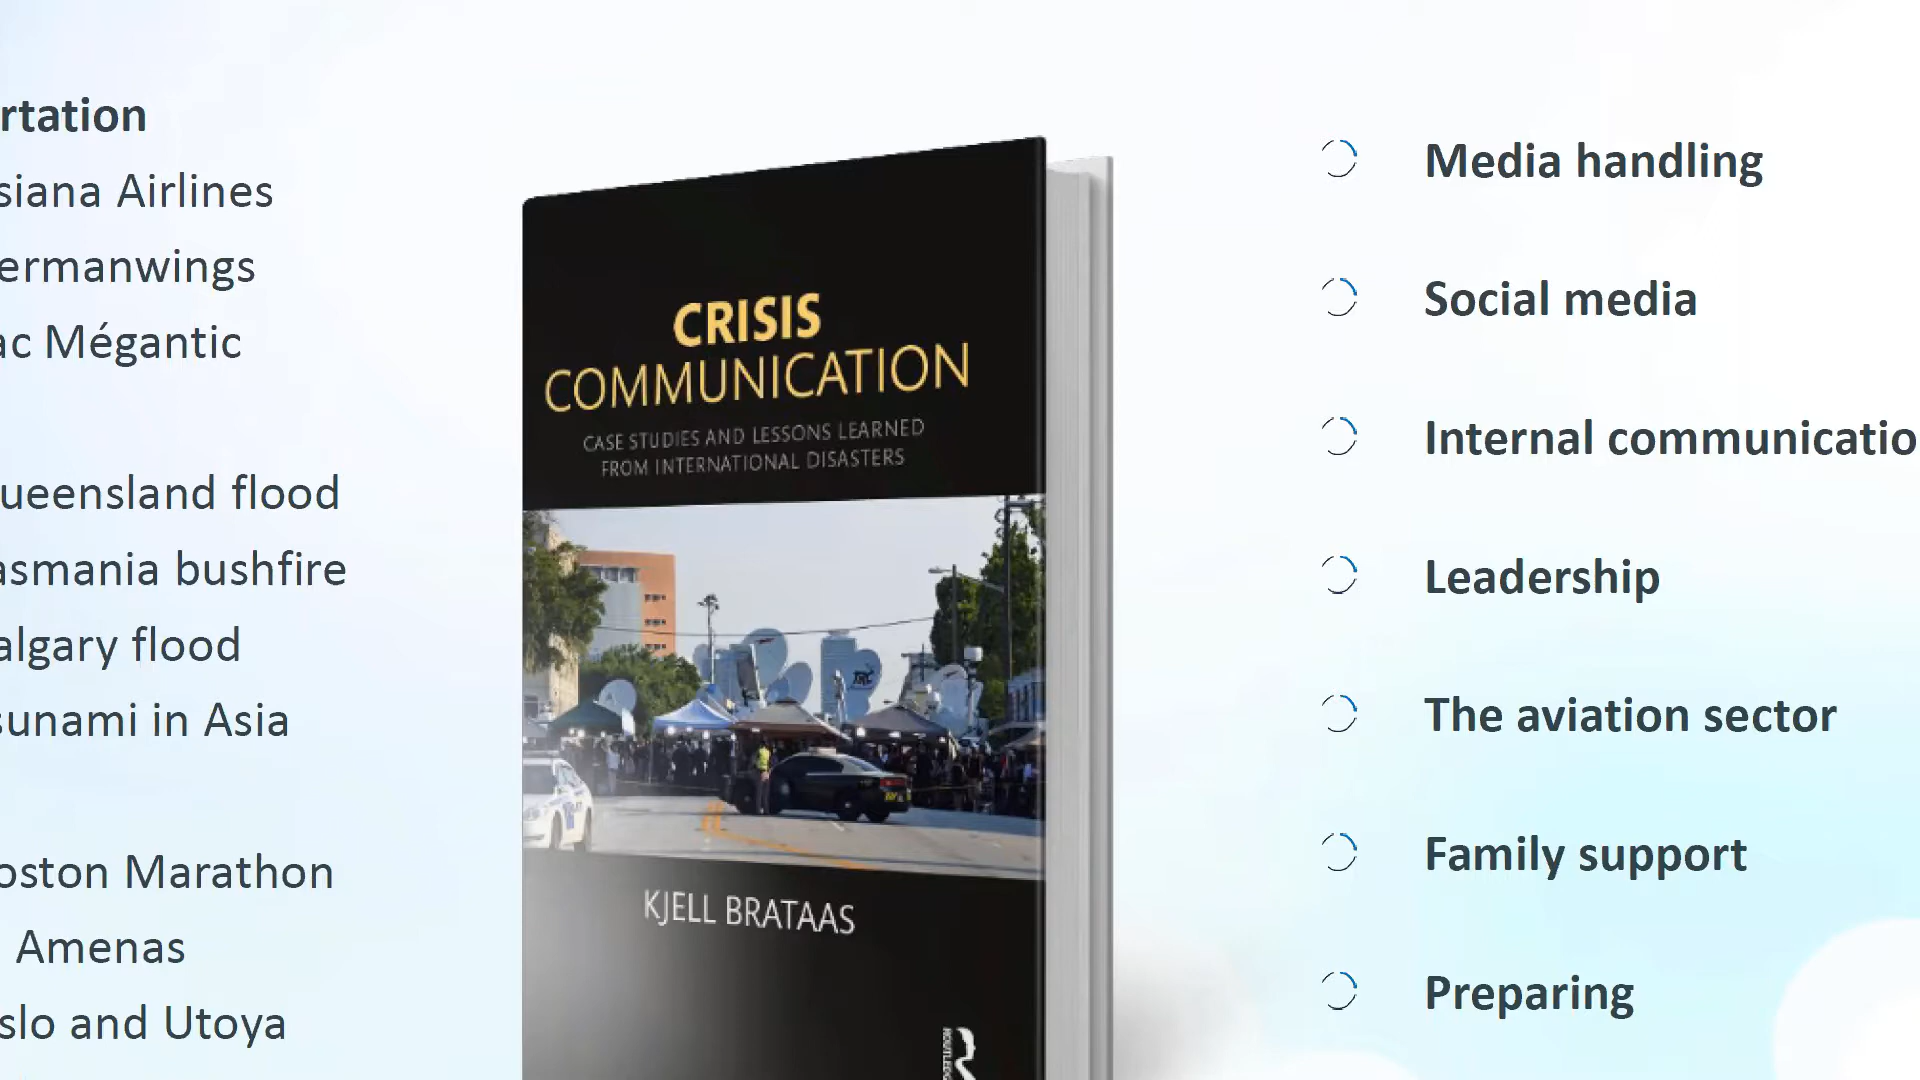 rtation
siana Airlines
ermanwings
ac Mégantic
ueensland flood
asmania bushfire
algary flood
sunami in Asia
oston Marathon
Amenas
slo and Utoya
CRISIS
COMMUNICATION
CASE STUDIES AND LESSONS LEARNED
FROM INTERNATIONAL DISASTERS
KJELL BRATAAS
Media handling
Social media
Internal communicatio
Leadership
The aviation sector
Family support
Preparing